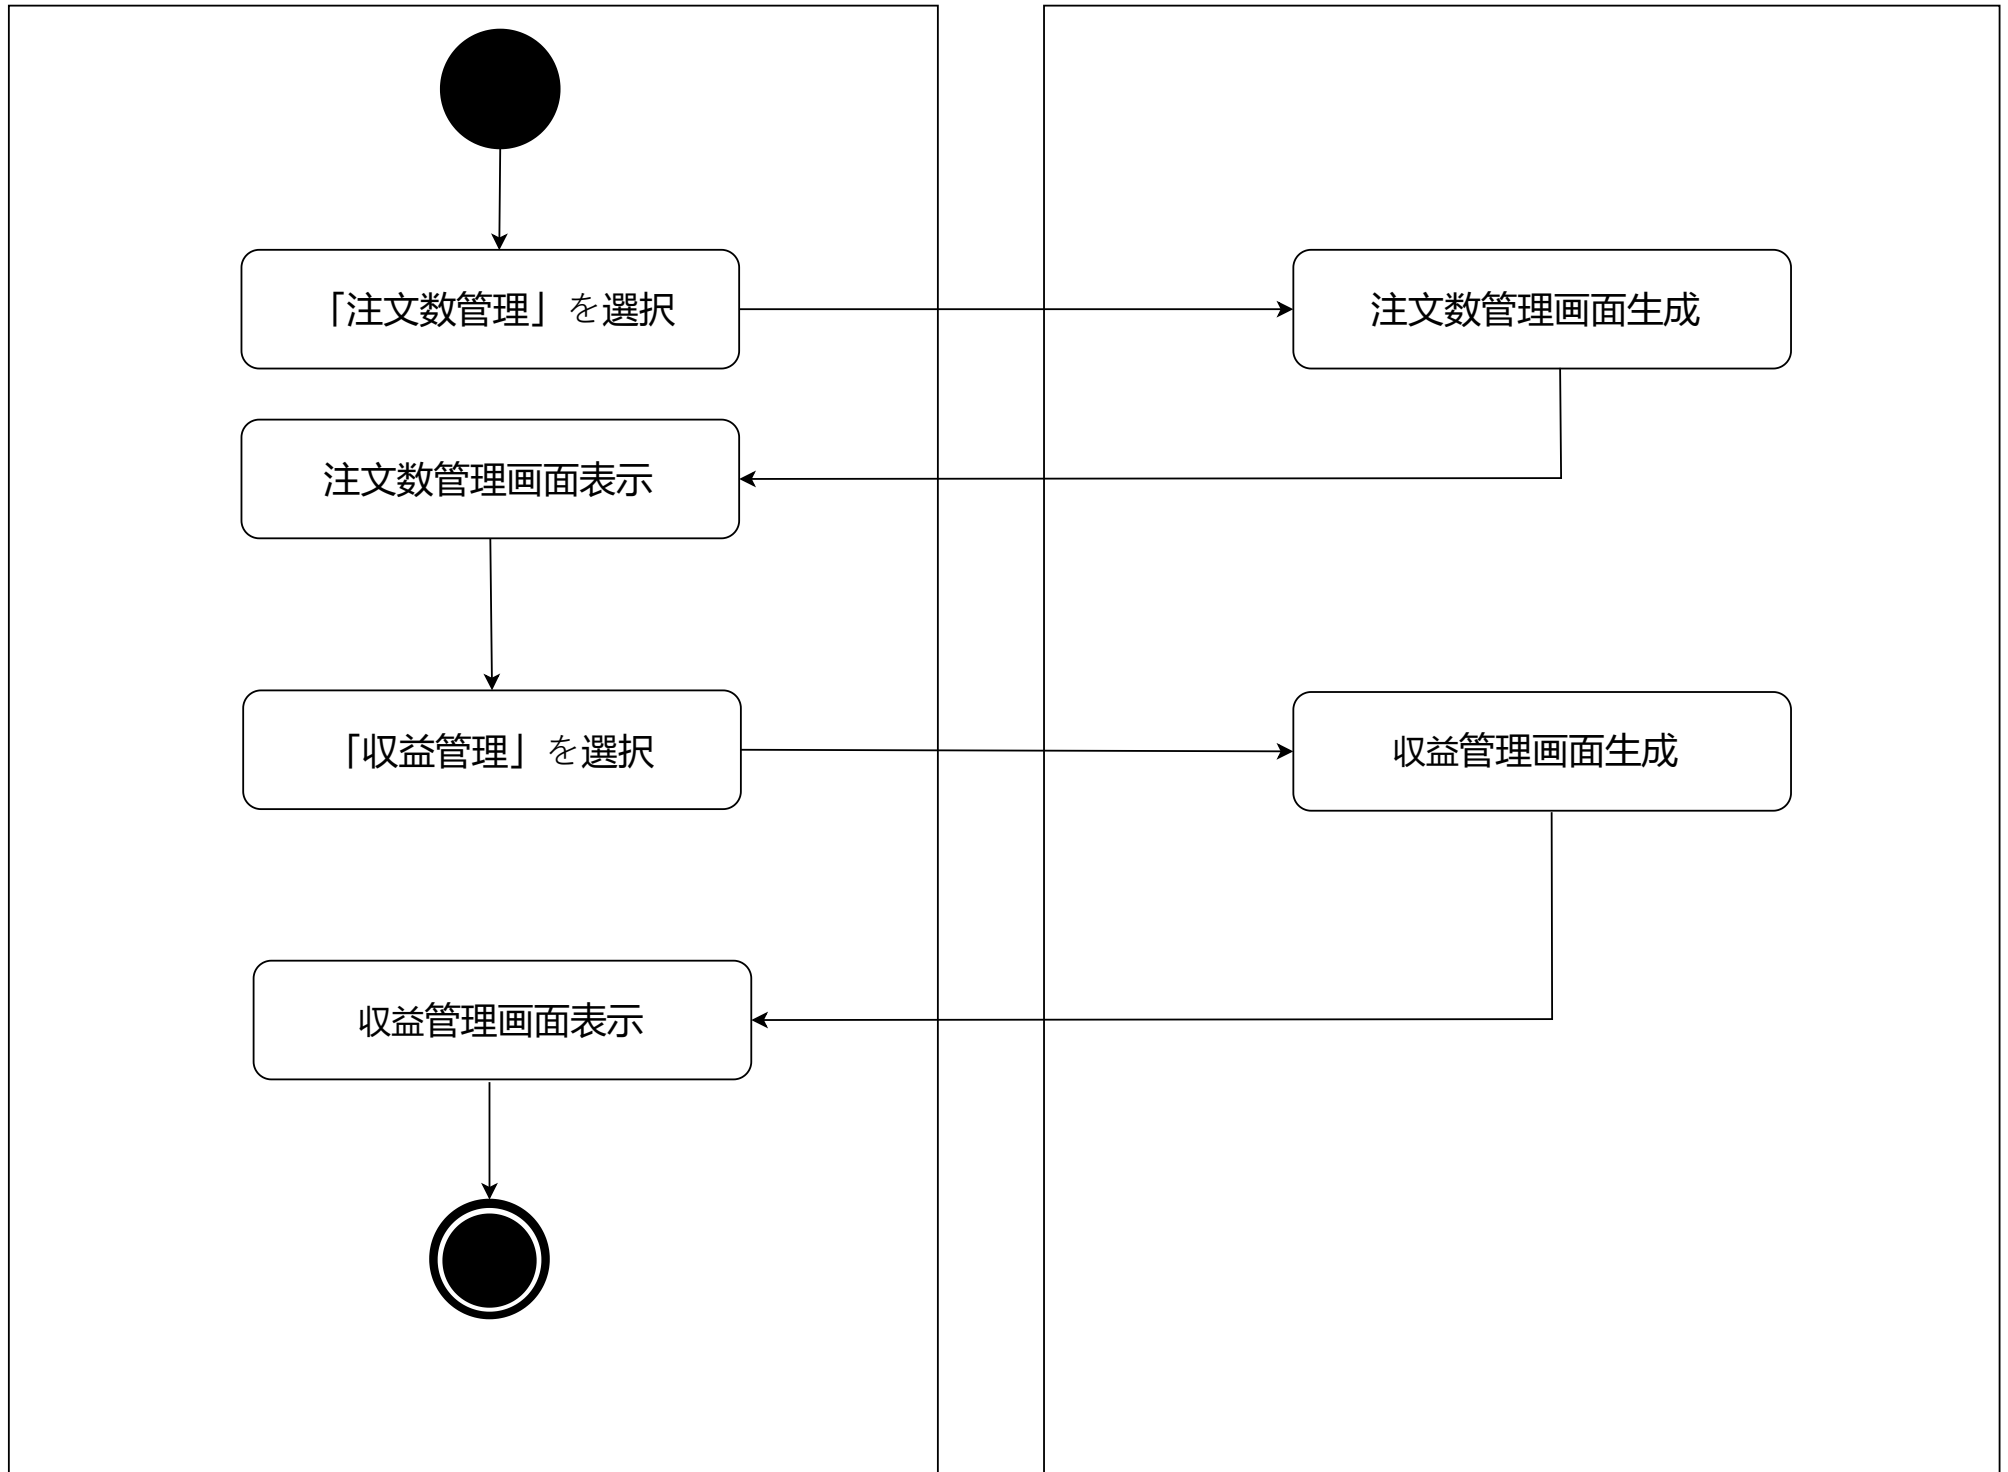 「注文数管理」を選択
注文数管理画面生成
注文数管理画面表示
「収益管理」を選択
収益管理画面生成
収益管理画面表示